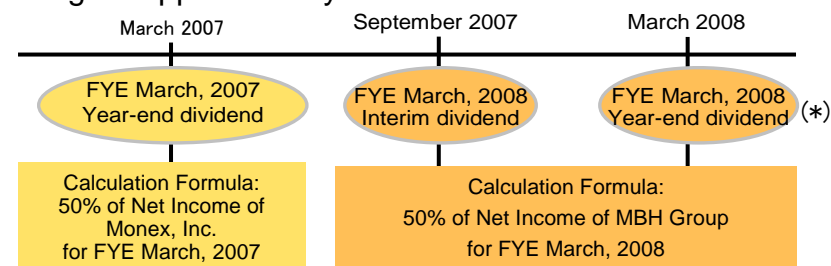 March 2007
September 2007
March 2008
FYE March, 2007
Year-end dividend
FYE March, 2008
Interim dividend
FYE March, 2008
Year-end dividend
(*)
Calculation Formula:
50% of Net Income of
Monex, Inc.
for FYE March, 2007
Calculation Formula:
50% of Net Income of MBH Group
for FYE March, 2008